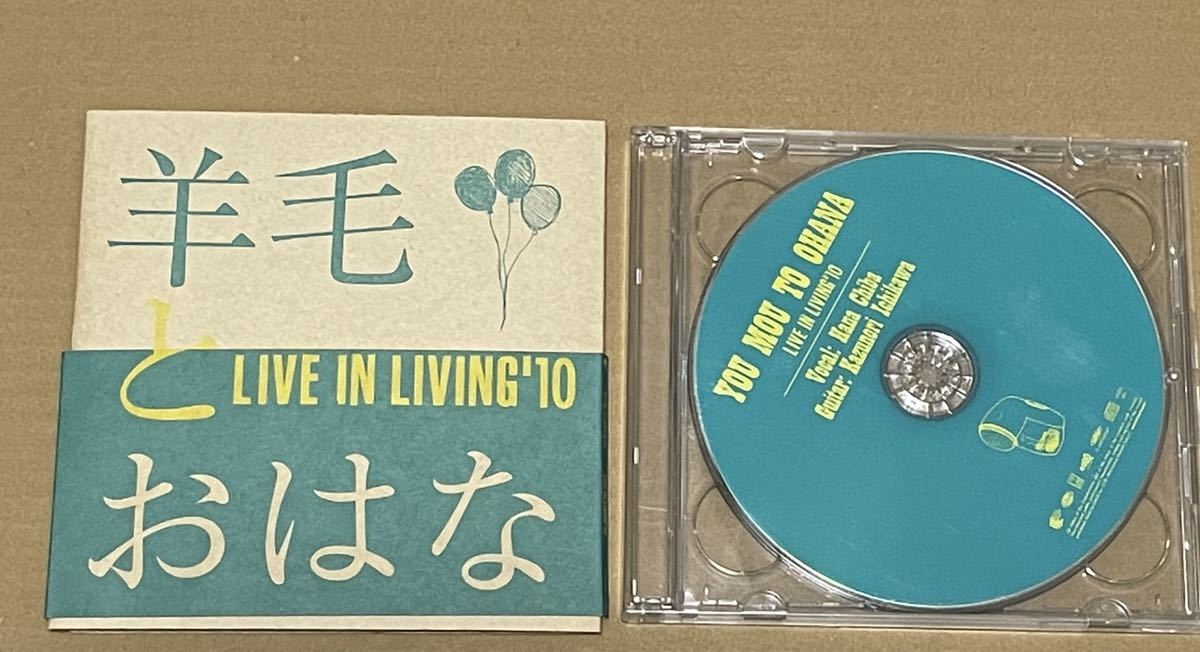 羊毛
と
LIVE IN LIVING'10
おはな
YOU MOU TO OHANA
LIVE IN LIVING'10
Vocal: Hana Chiba
Guitar: Kazunori Ichikawa